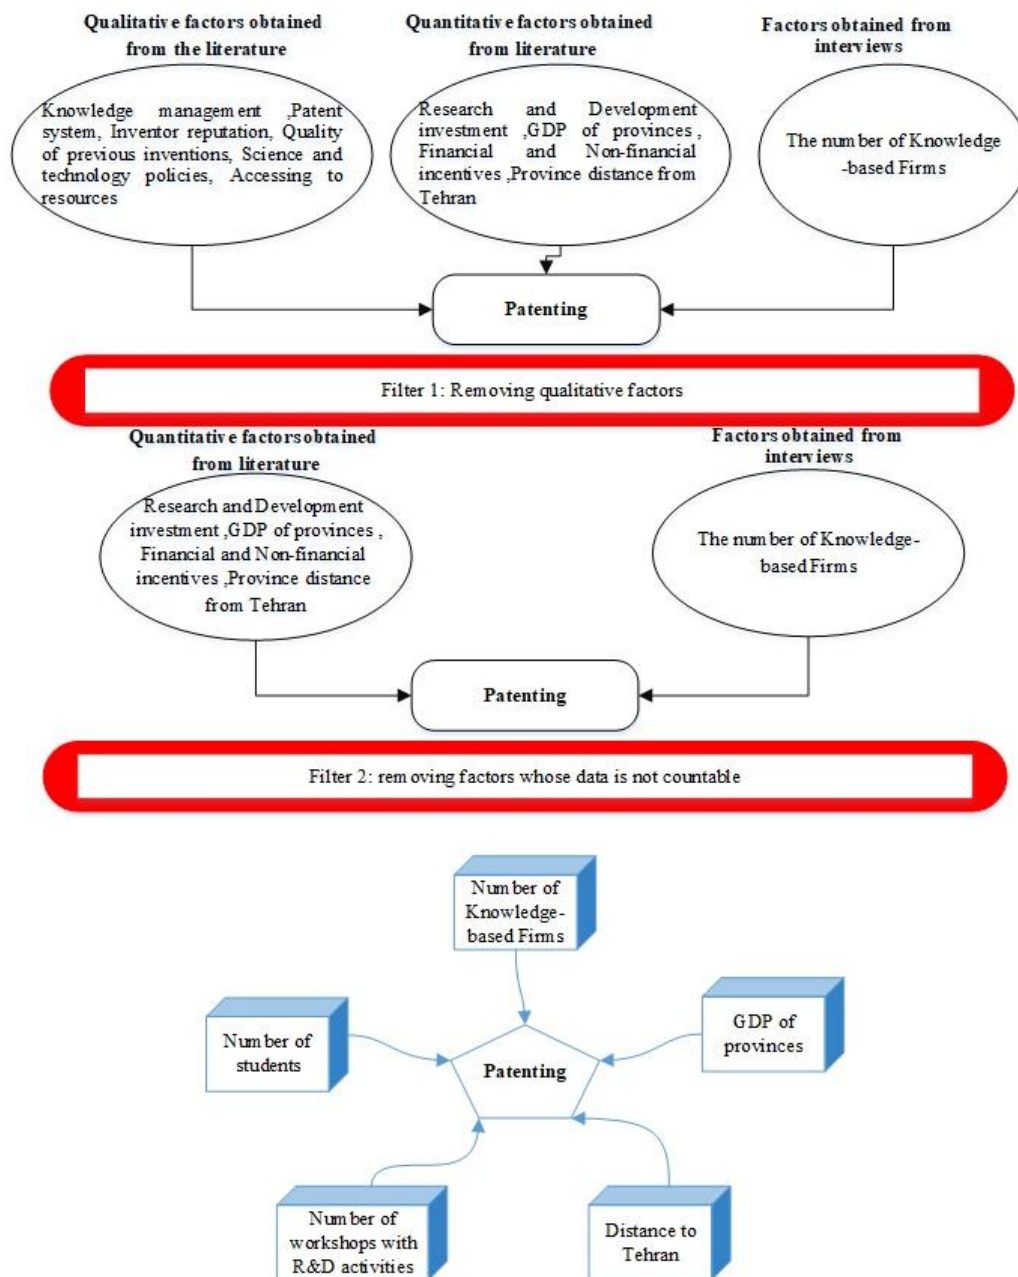 Qualitative factors obtained
from the literature
Quantitative factors obtained
from literature
Factors obtained from
interviews
Knowledge management ,Patent
system, Inventor reputation, Quality
of previous inventions, Science and
technology policies, Accessing to
resources
Research and Development
investment ,GDP of provinces ,
Financial and Non-financial
incentives ,Province distance from
Tehran
The number of Knowledge
-based Firms
Patenting
Filter 1: Removing qualitative factors
Quantitative factors obtained
from literature
Factors obtained from
interviews
Research and Development
investment ,GDP of provinces ,
Financial and Non-financial
incentives ,Province distance
from Tehran
The number of Knowledge-
based Firms
Patenting
Filter 2: removing factors whose data is not countable
Number of
Knowledge-
based Firms
Number of
students
GDP of
provinces
Patenting
Number of
workshops with
R&D activities
Distance to
Tehran